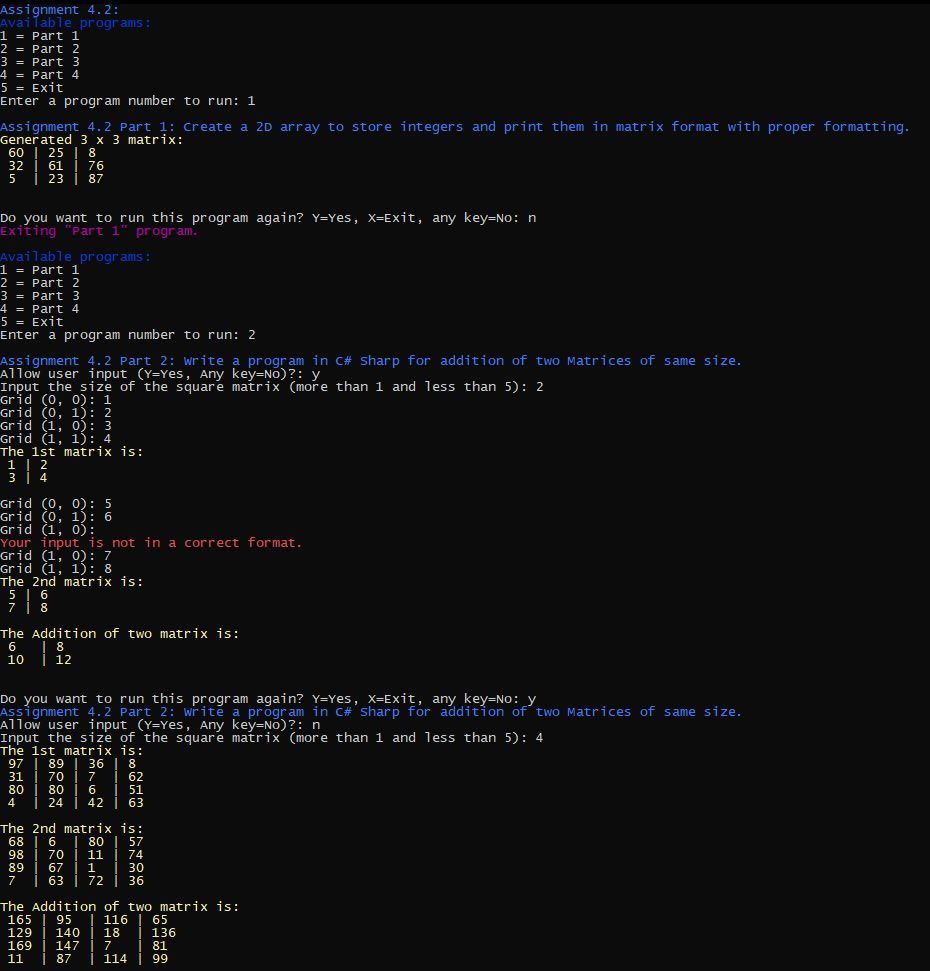 Assignment 4.2:
Available programs:
1 = Part 1
2 = Part 2
3 = Part 3
4 = Part 4
5 = Exit
Enter a program number to run: 1

Assignment 4.2 Part 1: Create a 2D array to store integers and print them in matrix format with proper formatting.
Generated 3 x 3 matrix:
 60 | 25 | 8
 32 | 61 | 76
 5  | 23 | 87

Do you want to run this program again? Y=Yes, X=Exit, any key=No: n
Exiting "Part 1" program.

Available programs:
1 = Part 1
2 = Part 2
3 = Part 3
4 = Part 4
5 = Exit
Enter a program number to run: 2

Assignment 4.2 Part 2: Write a program in C# Sharp for addition of two Matrices of same size.
Allow user input (Y=Yes, Any key=No)?: y
Input the size of the square matrix (more than 1 and less than 5): 2
Grid (0, 0): 1
Grid (0, 1): 2
Grid (1, 0): 3
Grid (1, 1): 4
The 1st matrix is:
 1 | 2
 3 | 4

Grid (0, 0): 5
Grid (0, 1): 6
Grid (1, 0):
Your input is not in a correct format.
Grid (1, 0): 7
Grid (1, 1): 8
The 2nd matrix is:
 5 | 6
 7 | 8

The Addition of two matrix is:
 6   | 8
 10  | 12

Do you want to run this program again? Y=Yes, X=Exit, any key=No: y
Assignment 4.2 Part 2: Write a program in C# Sharp for addition of two Matrices of same size.
Allow user input (Y=Yes, Any key=No)?: n
Input the size of the square matrix (more than 1 and less than 5): 4
The 1st matrix is:
 97 | 89 | 36 | 8
 31 | 70 | 7  | 62
 80 | 80 | 6  | 51
 4  | 24 | 42 | 63

The 2nd matrix is:
 68 | 6  | 80 | 57
 98 | 70 | 11 | 74
 89 | 67 | 1  | 30
 7  | 63 | 72 | 36

The Addition of two matrix is:
 165 | 95  | 116 | 65
 129 | 140 | 18  | 136
 169 | 147 | 7   | 81
 11  | 87  | 114 | 99